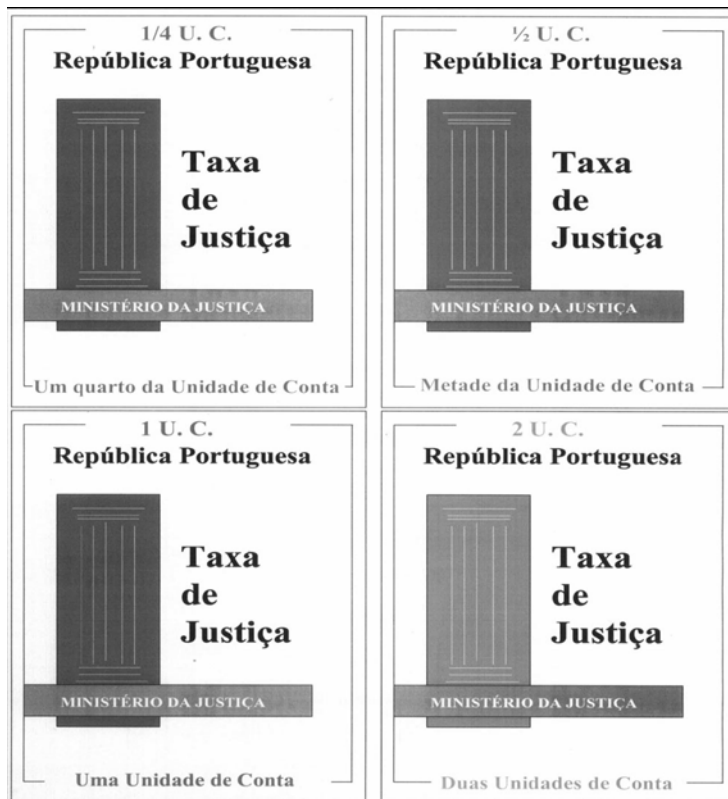 1/4 U. C.
República Portuguesa
Taxa
de
Justiça
MINISTÉRIO DA JUSTIÇA
Um quarto da Unidade de Conta
½ U. C.
República Portuguesa
Taxa
de
Justiça
MINISTÉRIO DA JUSTIÇA
Metade da Unidade de Conta
1 U. C.
República Portuguesa
Taxa
de
Justiça
MINISTÉRIO DA JUSTIÇA
Uma Unidade de Conta
2 U. C.
República Portuguesa
Taxa
de
Justiça
MINISTÉRIO DA JUSTIÇA
Duas Unidades de Conta